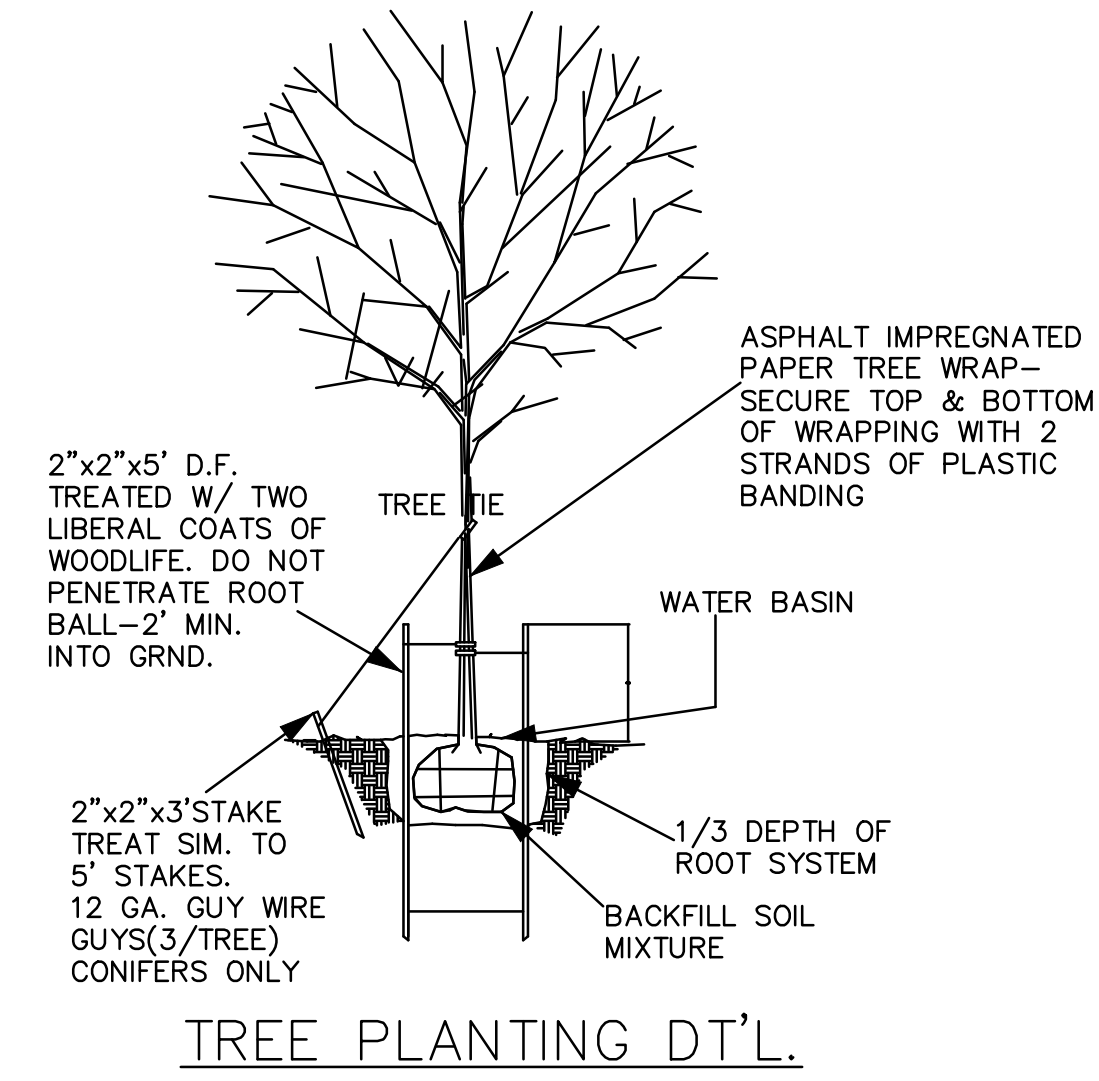 ASPHALT IMPREGNATED
PAPER TREE WRAP-
SECURE TOP & BOTTOM
OF WRAPPING WITH 2
STRANDS OF PLASTIC
BANDING
2"x2"x5' D.F.
TREATED W/ TWO
LIBERAL COATS OF
WOODLIFE. DO NOT
PENETRATE ROOT
BALL-2' MIN.
INTO GRND.
TREE TIE
WATER BASIN
2"x2"x3'STAKE
TREAT SIM. TO
5' STAKES.
12 GA. GUY WIRE
GUYS(3/TREE)
CONIFERS ONLY
1/3 DEPTH OF
ROOT SYSTEM
BACKFILL SOIL
MIXTURE
TREE PLANTING DT'L.